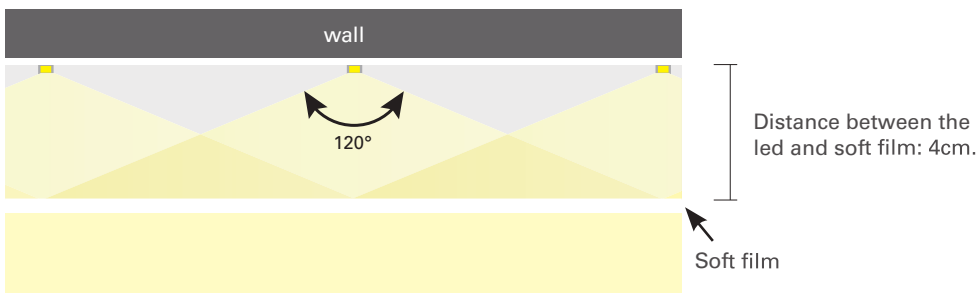 wall
120°
Distance between the
led and soft film: 4cm.
Soft film